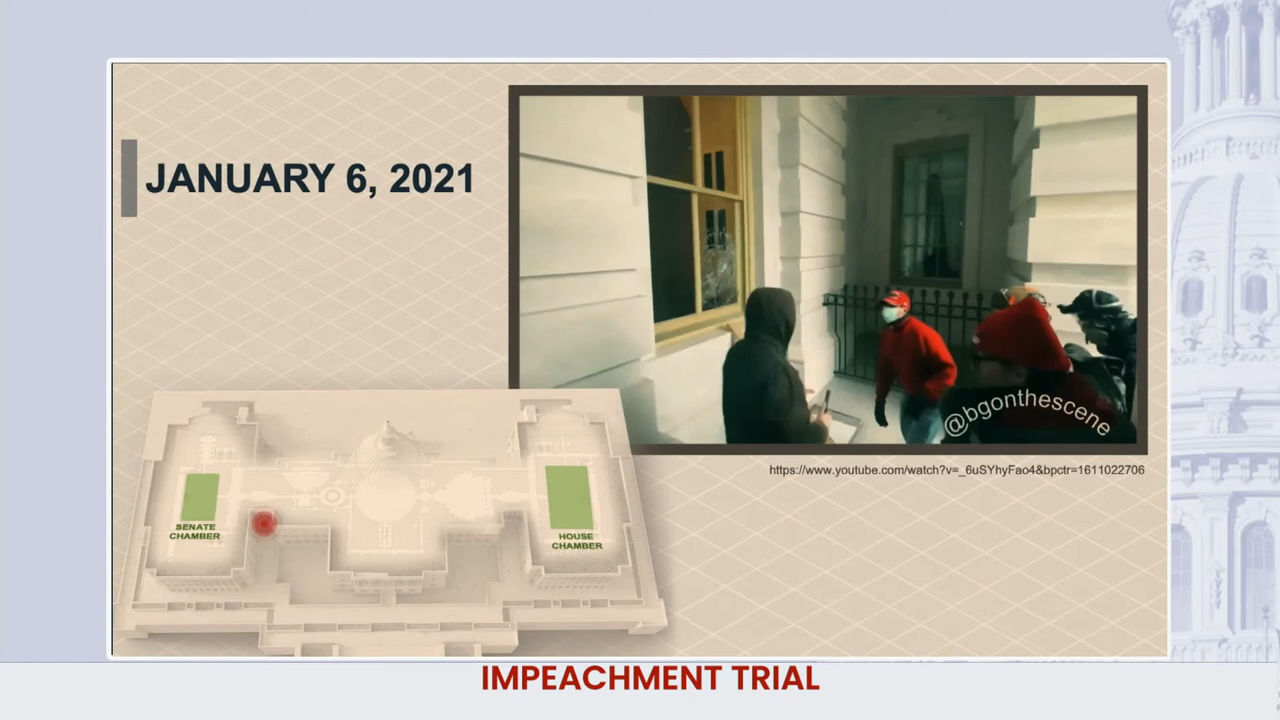 JANUARY 6, 2021
@bgonthescene
https://www.youtube.com/watch?v=_6uSYhyFao4&bpctr=1611022706
SENATE
CHAMBER
HOUSE
CHAMBER
IMPEACHMENT TRIAL